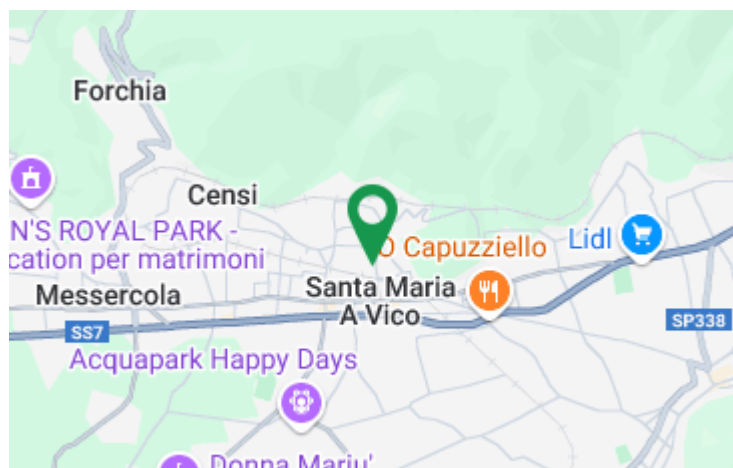 Forchia
Censi
N'S ROYAL PARK -
cation per matrimoni
O Capuzziello
Lidl
Messercola
Santa Maria
A Vico
SS7
SP338
Acquapark Happy Days
Donna Mariu'